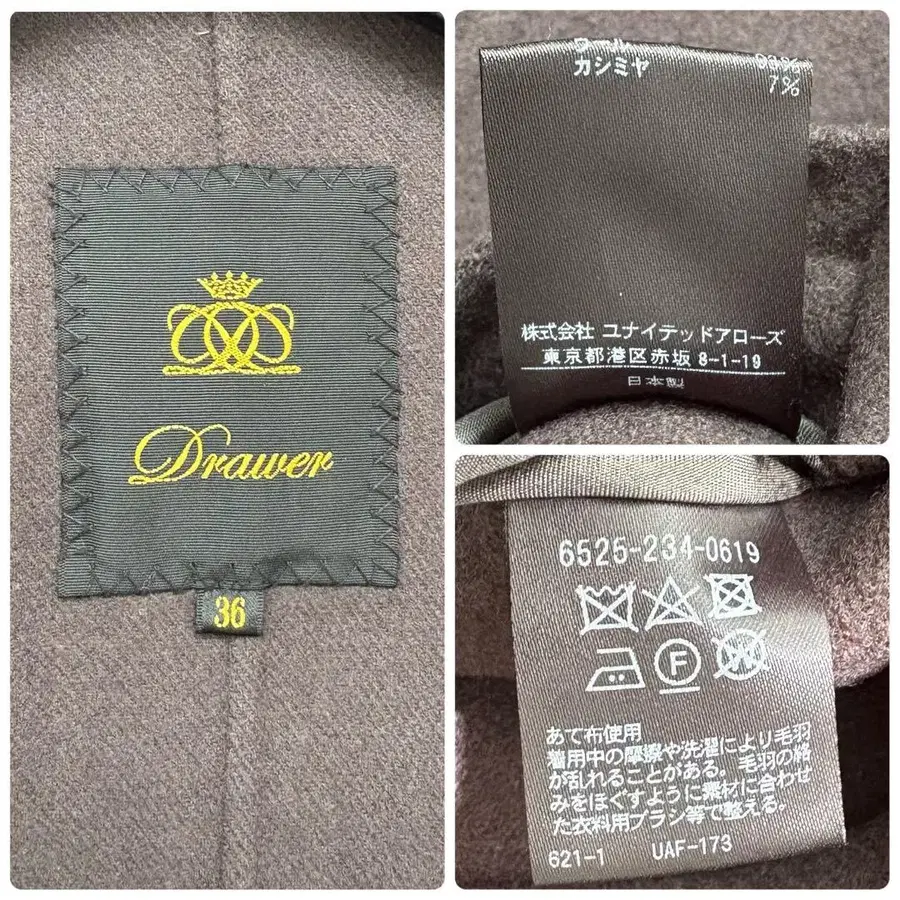 Drawer
36
カシミヤ 7%
株式会社 ユナイテッドアローズ
東京都港区赤坂 8-1-19
日本製
6525-234-0619
F
W
あて布使用
着用中の摩擦や洗濯により毛羽
が乱れることがある。毛羽の絡
みをほぐすように素材に合わせ
た衣料用ブラシ等で整える。
621-1 UAF-173